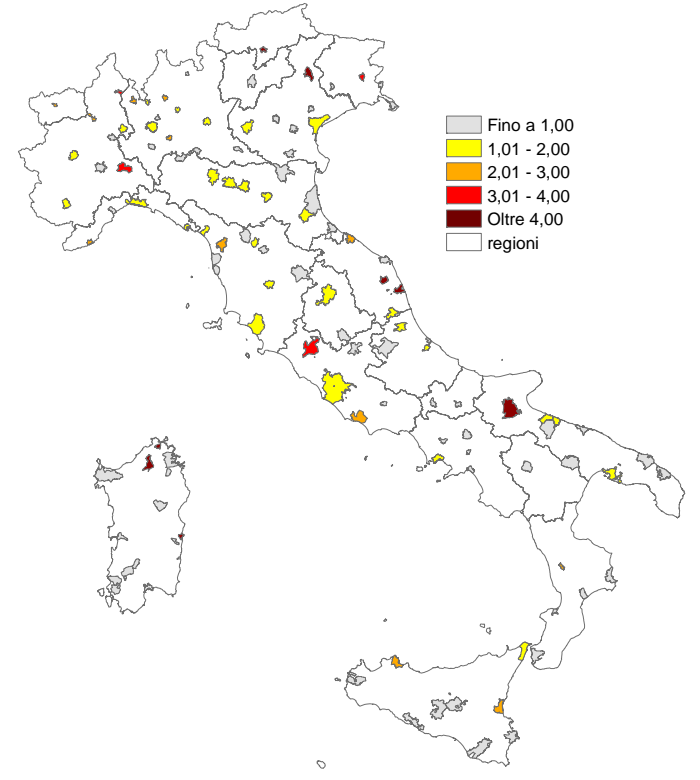 Fino a 1,00
1,01 - 2,00
2,01 - 3,00
3,01 - 4,00
Oltre 4,00
regioni